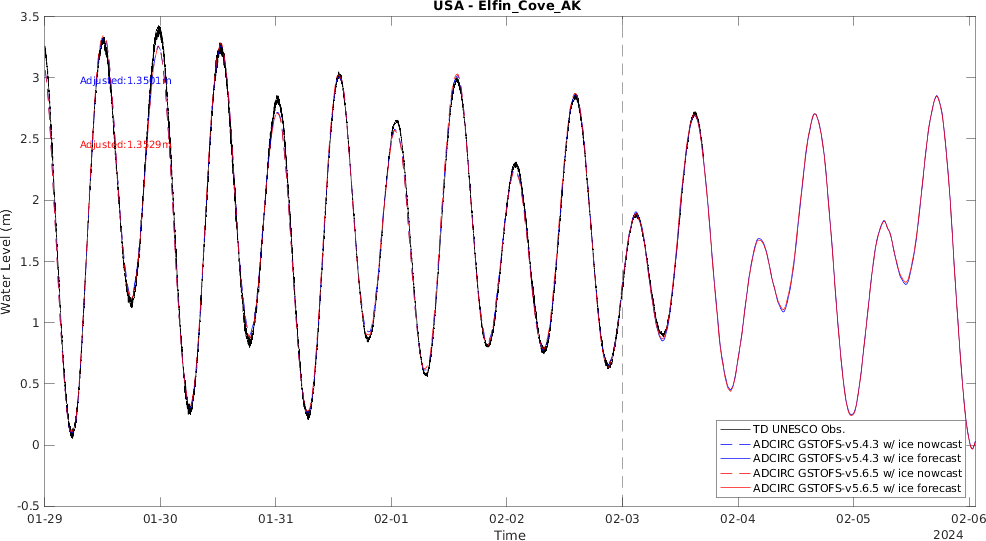 USA - Elfin_Cove_AK
3.5
3
2.5
2
1.5
1
0.5
0
-0.5
Water Level (m)
Adjusted:1.3501m
Adjusted:1.3529m
TD UNESCO Obs.
ADCIRC GSTOFS-v5.4.3 w/ ice nowcast
ADCIRC GSTOFS-v5.4.3 w/ ice forecast
ADCIRC GSTOFS-v5.6.5 w/ ice nowcast
ADCIRC GSTOFS-v5.6.5 w/ ice forecast
01-29 01-30 01-31 02-01 02-02 02-03 02-04 02-05 02-06
Time
2024